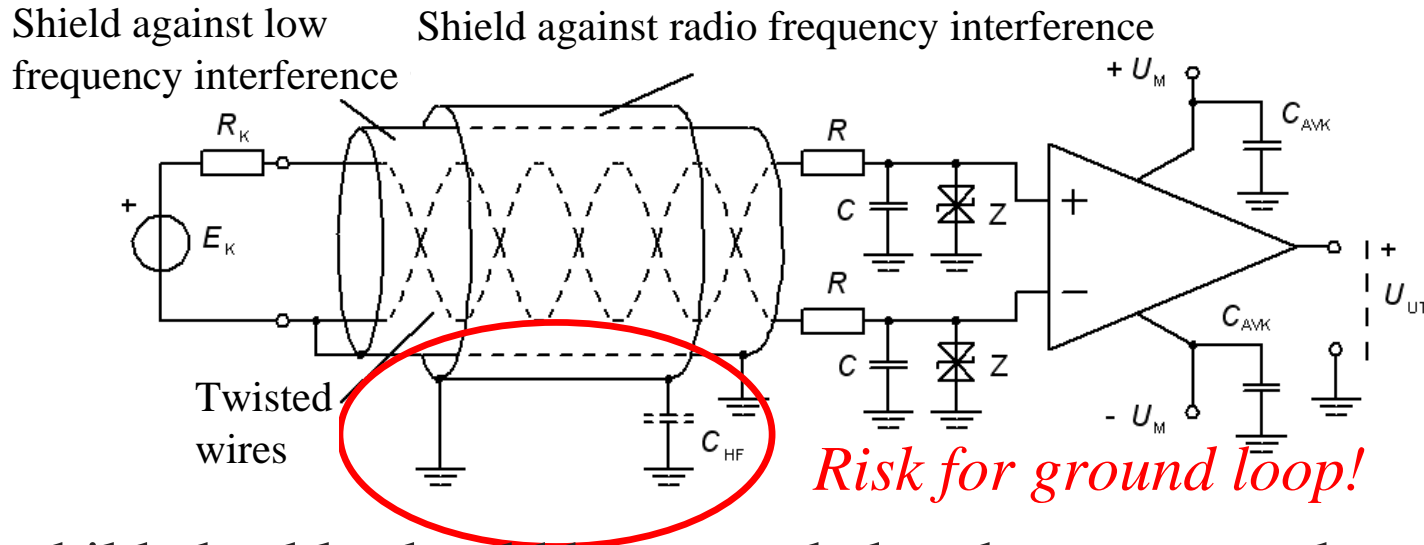 Shield against low
frequency interference
Shield against radio frequency interference
+ U_M
C_AVK
R_K
R
+
E_K
C
Z
+
−
R
+
U_UT
C_AVK
C
Z
Twisted
wires
C_HF
- U_M
Risk for ground loop!